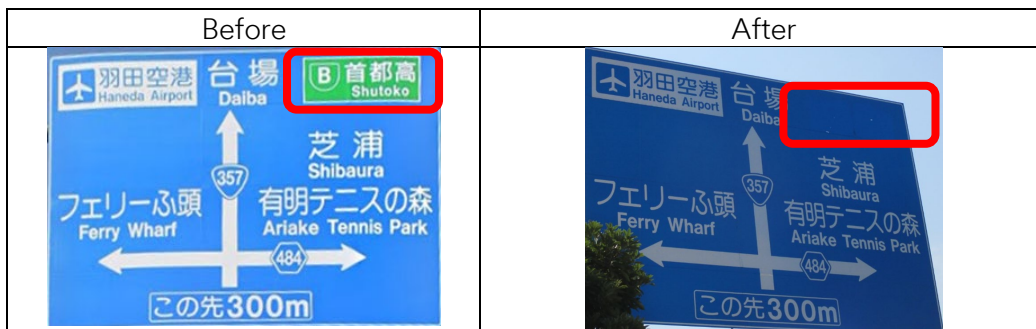 Before
After
羽田空港
Haneda Airport
台場
Daiba
B 首都高
Shutoko
芝浦
Shibaura
357
フェリーふ頭
Ferry Wharf
有明テニスの森
Ariake Tennis Park
484
この先300m
羽田空港
Haneda Airport
台場
Daiba
芝浦
Shibaura
357
フェリーふ頭
Ferry Wharf
有明テニスの森
Ariake Tennis Park
484
この先300m